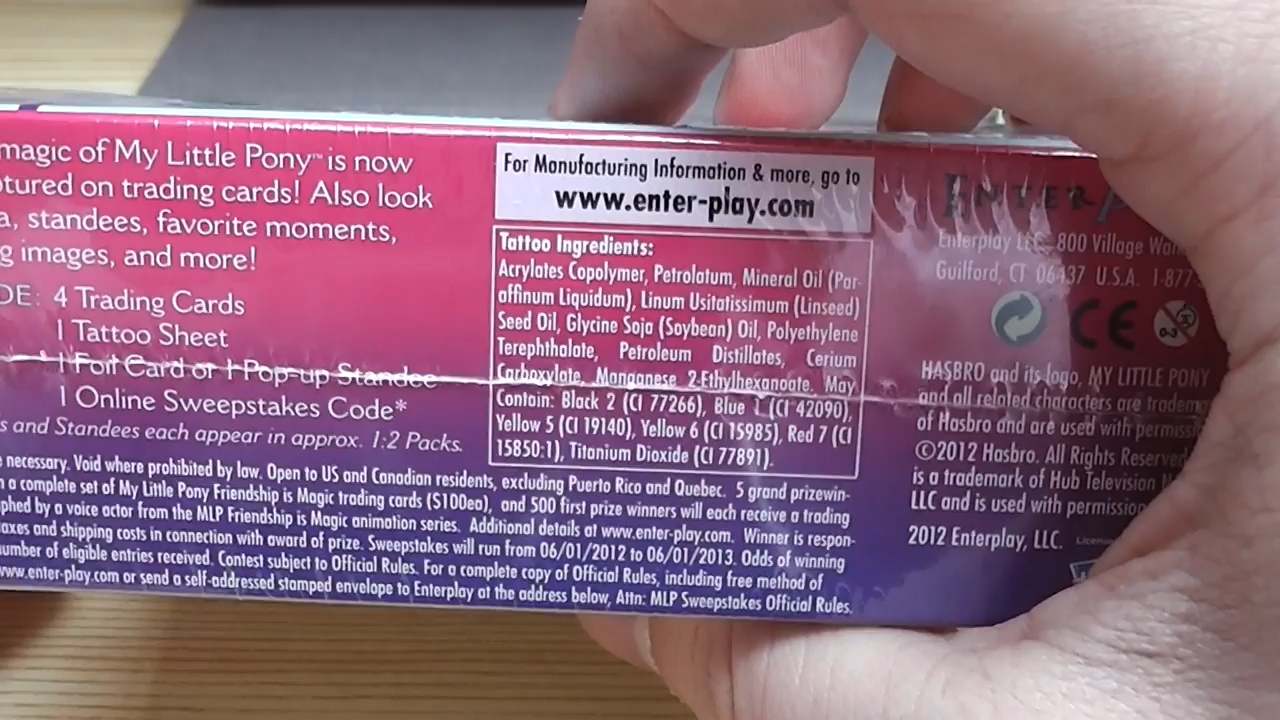 magic of My Little Pony™ is now
tured on trading cards! Also look
a, standees, favorite moments,
g images, and more!
DE: 4 Trading Cards
1 Tattoo Sheet
1 Foil Card or 1 Pop-up Standee
1 Online Sweepstakes Code*
s and Standees each appear in approx. 1:2 Packs.
For Manufacturing Information & more, go to
www.enter-play.com
Tattoo Ingredients:
Acrylates Copolymer, Petrolatum, Mineral Oil (Par-
affinum Liquidum), Linum Usitatissimum (Linseed)
Seed Oil, Glycine Soja (Soybean) Oil, Polyethylene
Terephthalate, Petroleum Distillates, Cerium
Carboxylate, Manganese 2-Ethylhexanoate. May
Contain: Black 2 (CI 77266), Blue 1 (CI 42090),
Yellow 5 (CI 19140), Yellow 6 (CI 15985), Red 7 (CI
15850:1), Titanium Dioxide (CI 77891).
necessary. Void where prohibited by law. Open to US and Canadian residents, excluding Puerto Rico and Quebec. 5 grand prizewin-
a complete set of My Little Pony Friendship is Magic trading cards ($100ea), and 500 first prize winners will each receive a trading
phed by a voice actor from the MLP Friendship is Magic animation series. Additional details at www.enter-play.com. Winner is respon-
axes and shipping costs in connection with award of prize. Sweepstakes will run from 06/01/2012 to 06/01/2013. Odds of winning
umber of eligible entries received. Contest subject to Official Rules. For a complete copy of Official Rules, including free method of
www.enter-play.com or send a self-addressed stamped envelope to Enterplay at the address below, Attn: MLP Sweepstakes Official Rules.
ENTER
Enterplay LLC 800 Village Wal
Guilford, CT 06437 U.S.A. 1-877
CE
0-3
HASBRO and its logo, MY LITTLE PONY
and all related characters are tradem
of Hasbro and are used with permiss
©2012 Hasbro. All Rights Reserved
is a trademark of Hub Television
LLC and is used with permission
2012 Enterplay, LLC.